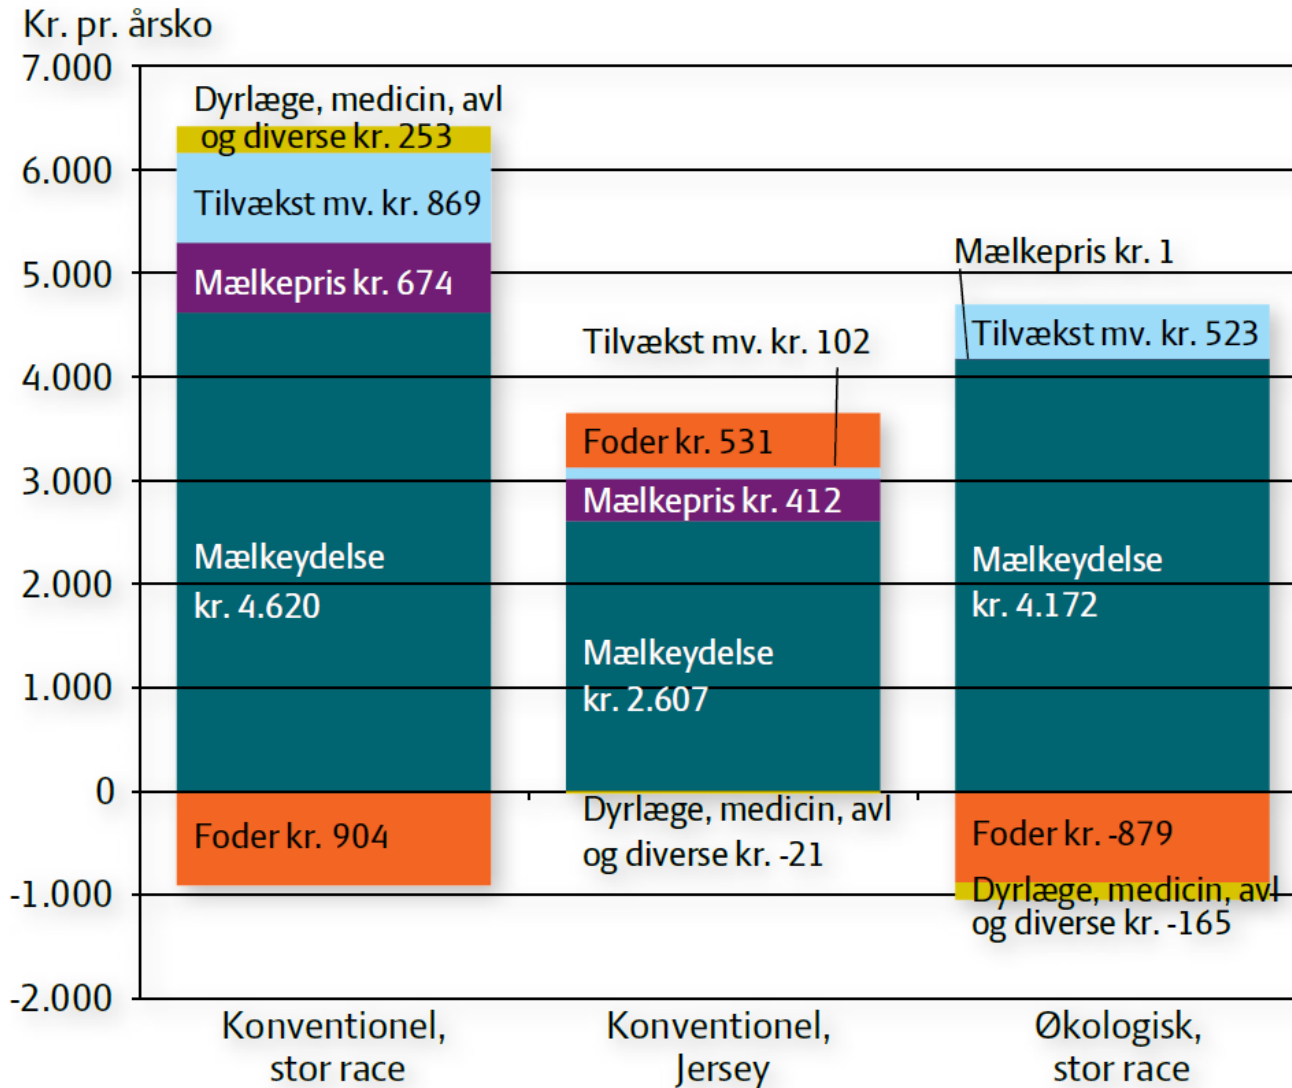 Kr. pr. årsko
7.000
6.000
5.000
4.000
3.000
2.000
1.000
0
-1.000
-2.000
Dyrlæge, medicin, avl
og diverse kr. 253
Tilvækst mv. kr. 869
Mælkepris kr. 674
Mælkeydelse
kr. 4.620
Foder kr. 904
Tilvækst mv. kr. 102
Foder kr. 531
Mælkepris kr. 412
Mælkeydelse
kr. 2.607
Dyrlæge, medicin, avl
og diverse kr. -21
Mælkepris kr. 1
Tilvækst mv. kr. 523
Mælkeydelse
kr. 4.172
Foder kr. -879
Dyrlæge, medicin, avl
og diverse kr. -165
Konventionel,
stor race
Konventionel,
Jersey
Økologisk,
stor race